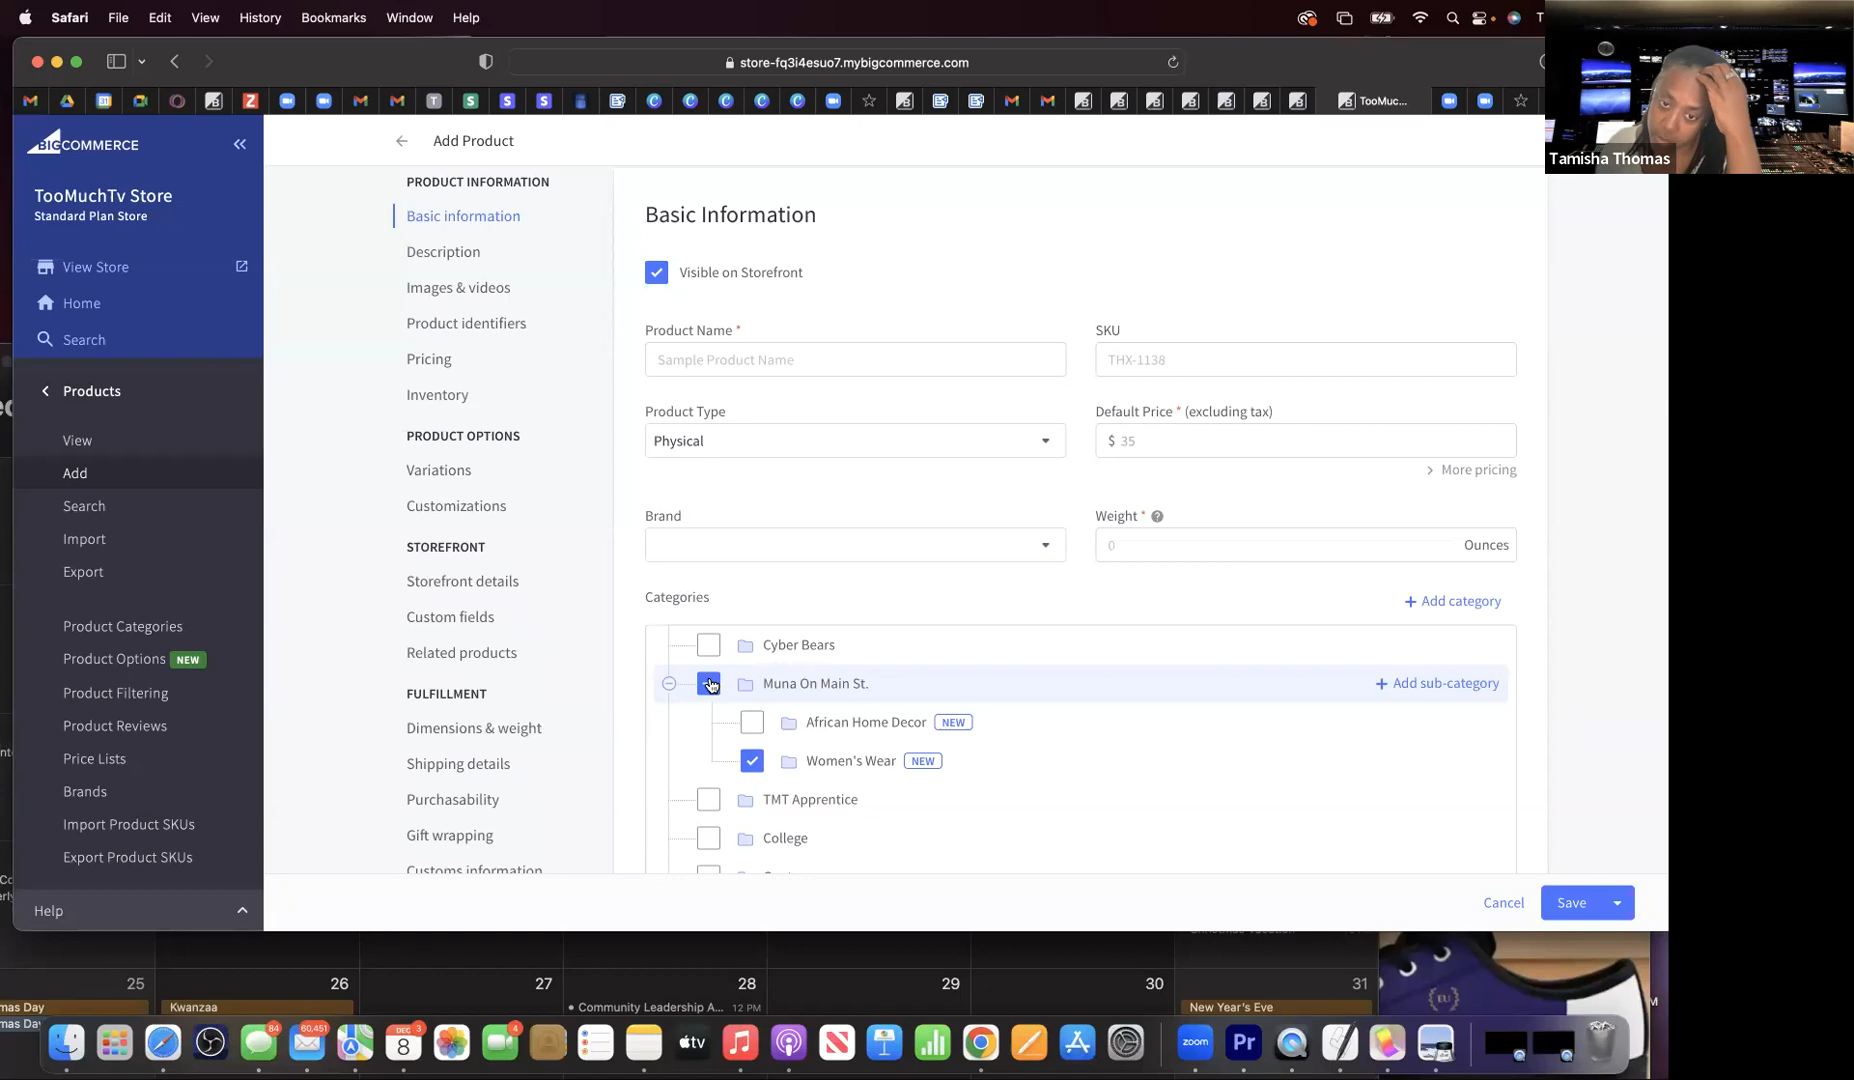 Safari File Edit View History Bookmarks Window Help
store-fq3i4esuo7.mybigcommerce.com
TooMuc...
Tamisha Thomas
BIGCOMMERCE
TooMuchTv Store
Standard Plan Store
View Store
Home
Search
Products
View
Add
Search
Import
Export
Product Categories
Product Options NEW
Product Filtering
Product Reviews
Price Lists
Brands
Import Product SKUs
Export Product SKUs
Help
Add Product
PRODUCT INFORMATION
Basic information
Description
Images & videos
Product identifiers
Pricing
Inventory
PRODUCT OPTIONS
Variations
Customizations
STOREFRONT
Storefront details
Custom fields
Related products
FULFILLMENT
Dimensions & weight
Shipping details
Purchasability
Gift wrapping
Customs information
Basic Information
Visible on Storefront
Product Name * SKU
Sample Product Name THX-1138
Product Type Default Price * (excluding tax)
Physical $ 35
More pricing
Brand Weight *
0 Ounces
Categories + Add category
Cyber Bears
Muna On Main St. + Add sub-category
African Home Decor NEW
Women's Wear NEW
TMT Apprentice
College
Cancel Save
25 26 27 28 29 30 31
mas Day Kwanzaa Community Leadership A... 12 PM New Year's Eve
mas Day
84 60,451 DEC 3 8 4 tv zoom Pr